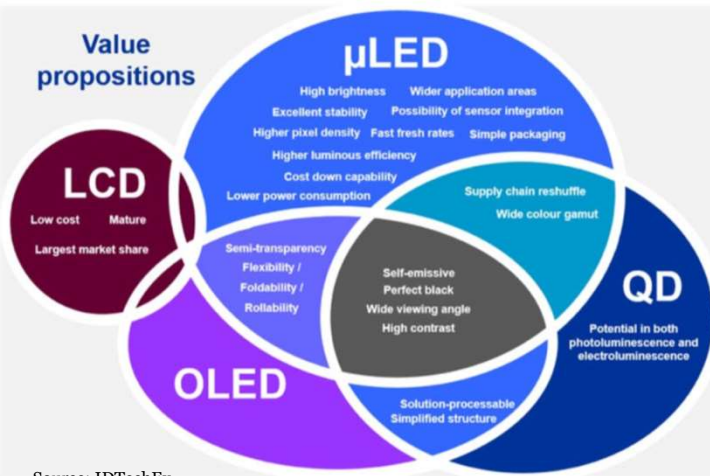 Value
propositions
µLED
High brightness Wider application areas
Excellent stability Possibility of sensor integration
Higher pixel density Fast fresh rates Simple packaging
Higher luminous efficiency
Cost down capability
Lower power consumption
LCD
Low cost Mature
Largest market share
Supply chain reshuffle
Wide colour gamut
Semi-transparency
Flexibility /
Foldability /
Rollability
Self-emissive
Perfect black
Wide viewing angle
High contrast
QD
Potential in both
photoluminescence and
electroluminescence
OLED
Solution-processable
Simplified structure
Source: IDTechEx